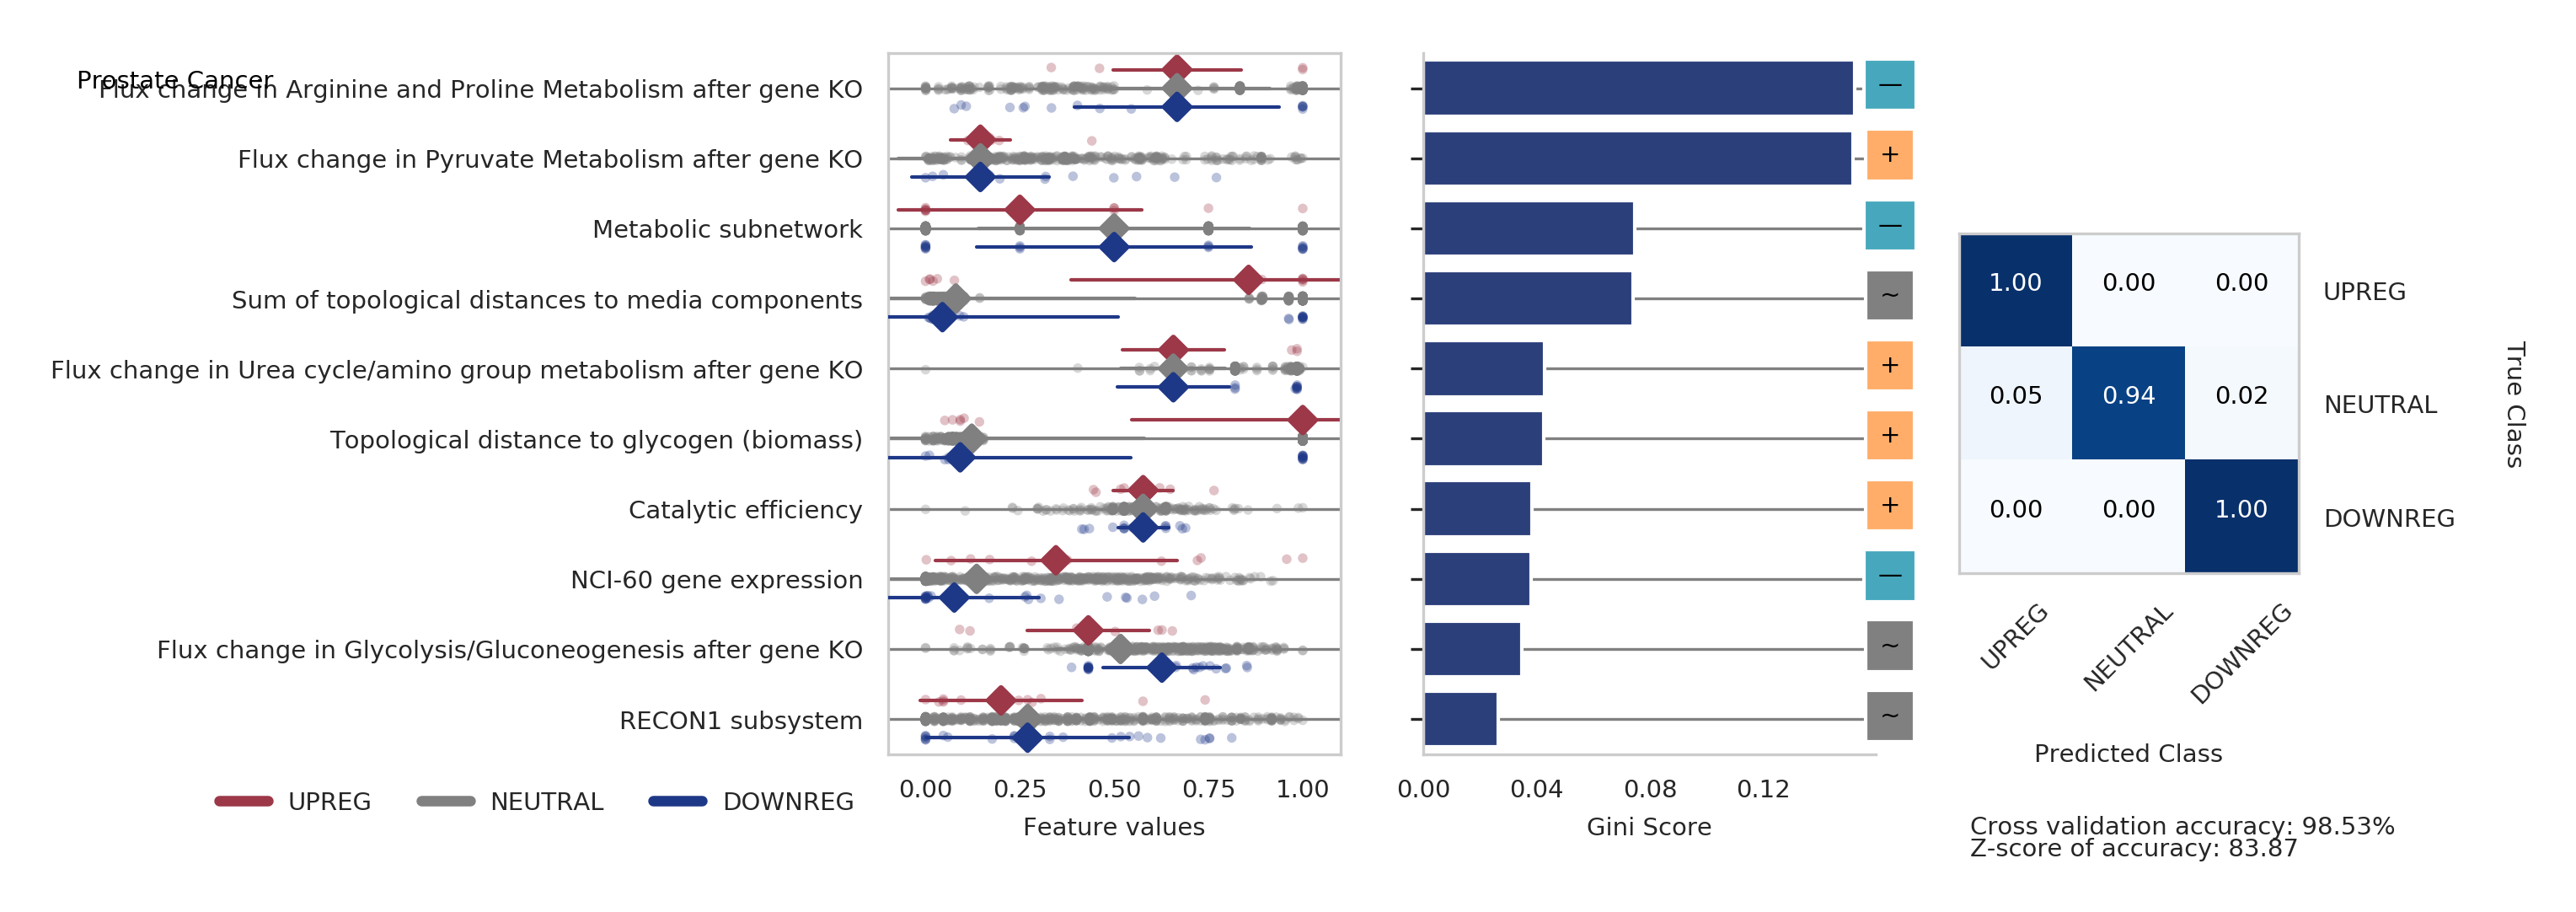 Prostate Cancer
Flux change in Arginine and Proline Metabolism after gene KO
Flux change in Pyruvate Metabolism after gene KO
Metabolic subnetwork
Sum of topological distances to media components
Flux change in Urea cycle/amino group metabolism after gene KO
Topological distance to glycogen (biomass)
Catalytic efficiency
NCI-60 gene expression
Flux change in Glycolysis/Gluconeogenesis after gene KO
RECON1 subsystem
UPREG NEUTRAL DOWNREG
0.00 0.25 0.50 0.75 1.00
Feature values
—
+
—
~
+
+
+
—
~
~
0.00 0.04 0.08 0.12
Gini Score
1.00 0.00 0.00 UPREG
0.05 0.94 0.02 NEUTRAL
0.00 0.00 1.00 DOWNREG
True Class
UPREG NEUTRAL DOWNREG
Predicted Class
Cross validation accuracy: 98.53%
Z-score of accuracy: 83.87